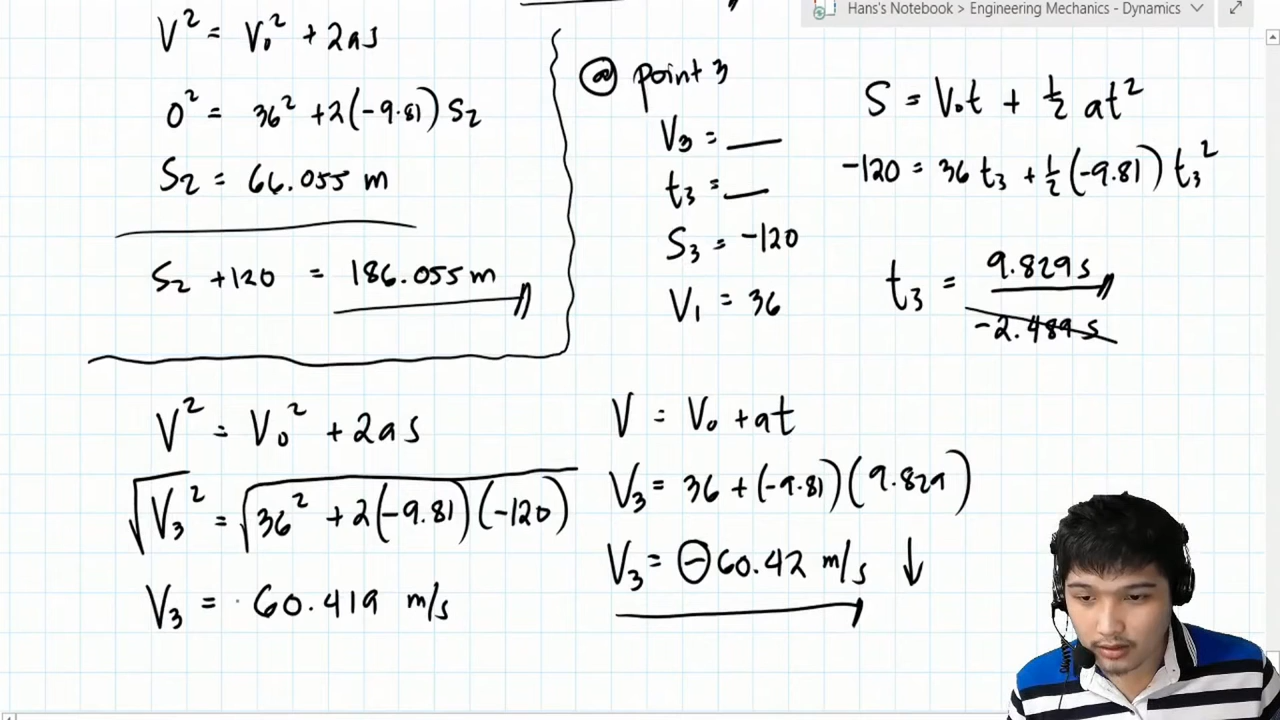 Hans's Notebook > Engineering Mechanics - Dynamics
V² = V₀² + 2as
0² = 36² + 2(-9.81) S₂
S₂ = 66.055 m
S₂ + 120 = 186.055 m
@ point 3
V₃ = __
t₃ = __
S₃ = -120
V₁ = 36
S = V₀t + ½ at²
-120 = 36 t₃ + ½ (-9.81) t₃²
t₃ = 9.829 s
-2.489 s
V² = V₀² + 2as
√V₃² = √36² + 2(-9.81)(-120)
V₃ = 60.419 m/s
V = V₀ + at
V₃ = 36 + (-9.81)(9.829)
V₃ = -60.42 m/s ↓